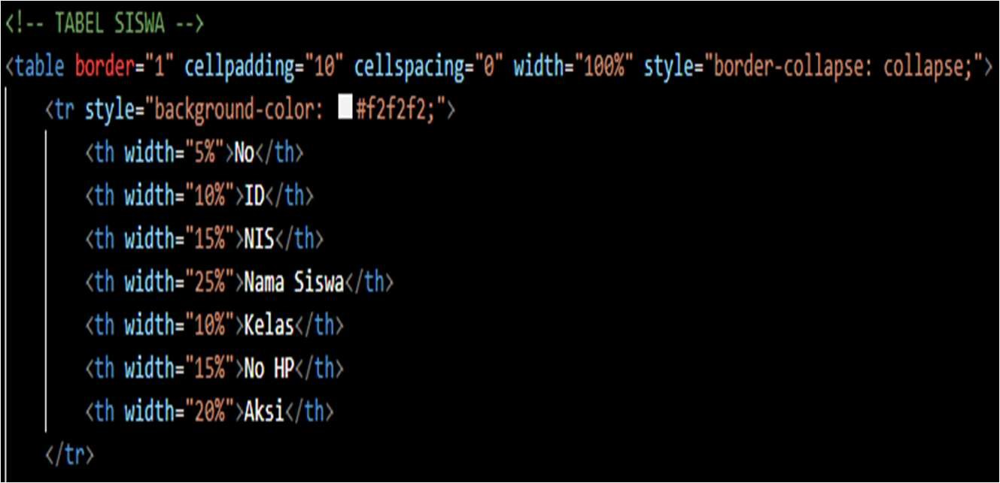 <!-- TABEL SISWA -->
<table border="1" cellpadding="10" cellspacing="0" width="100%" style="border-collapse: collapse;">
<tr style="background-color: #f2f2f2;">
<th width="5%">No</th>
<th width="10%">ID</th>
<th width="15%">NIS</th>
<th width="25%">Nama Siswa</th>
<th width="10%">Kelas</th>
<th width="15%">No HP</th>
<th width="20%">Aksi</th>
</tr>